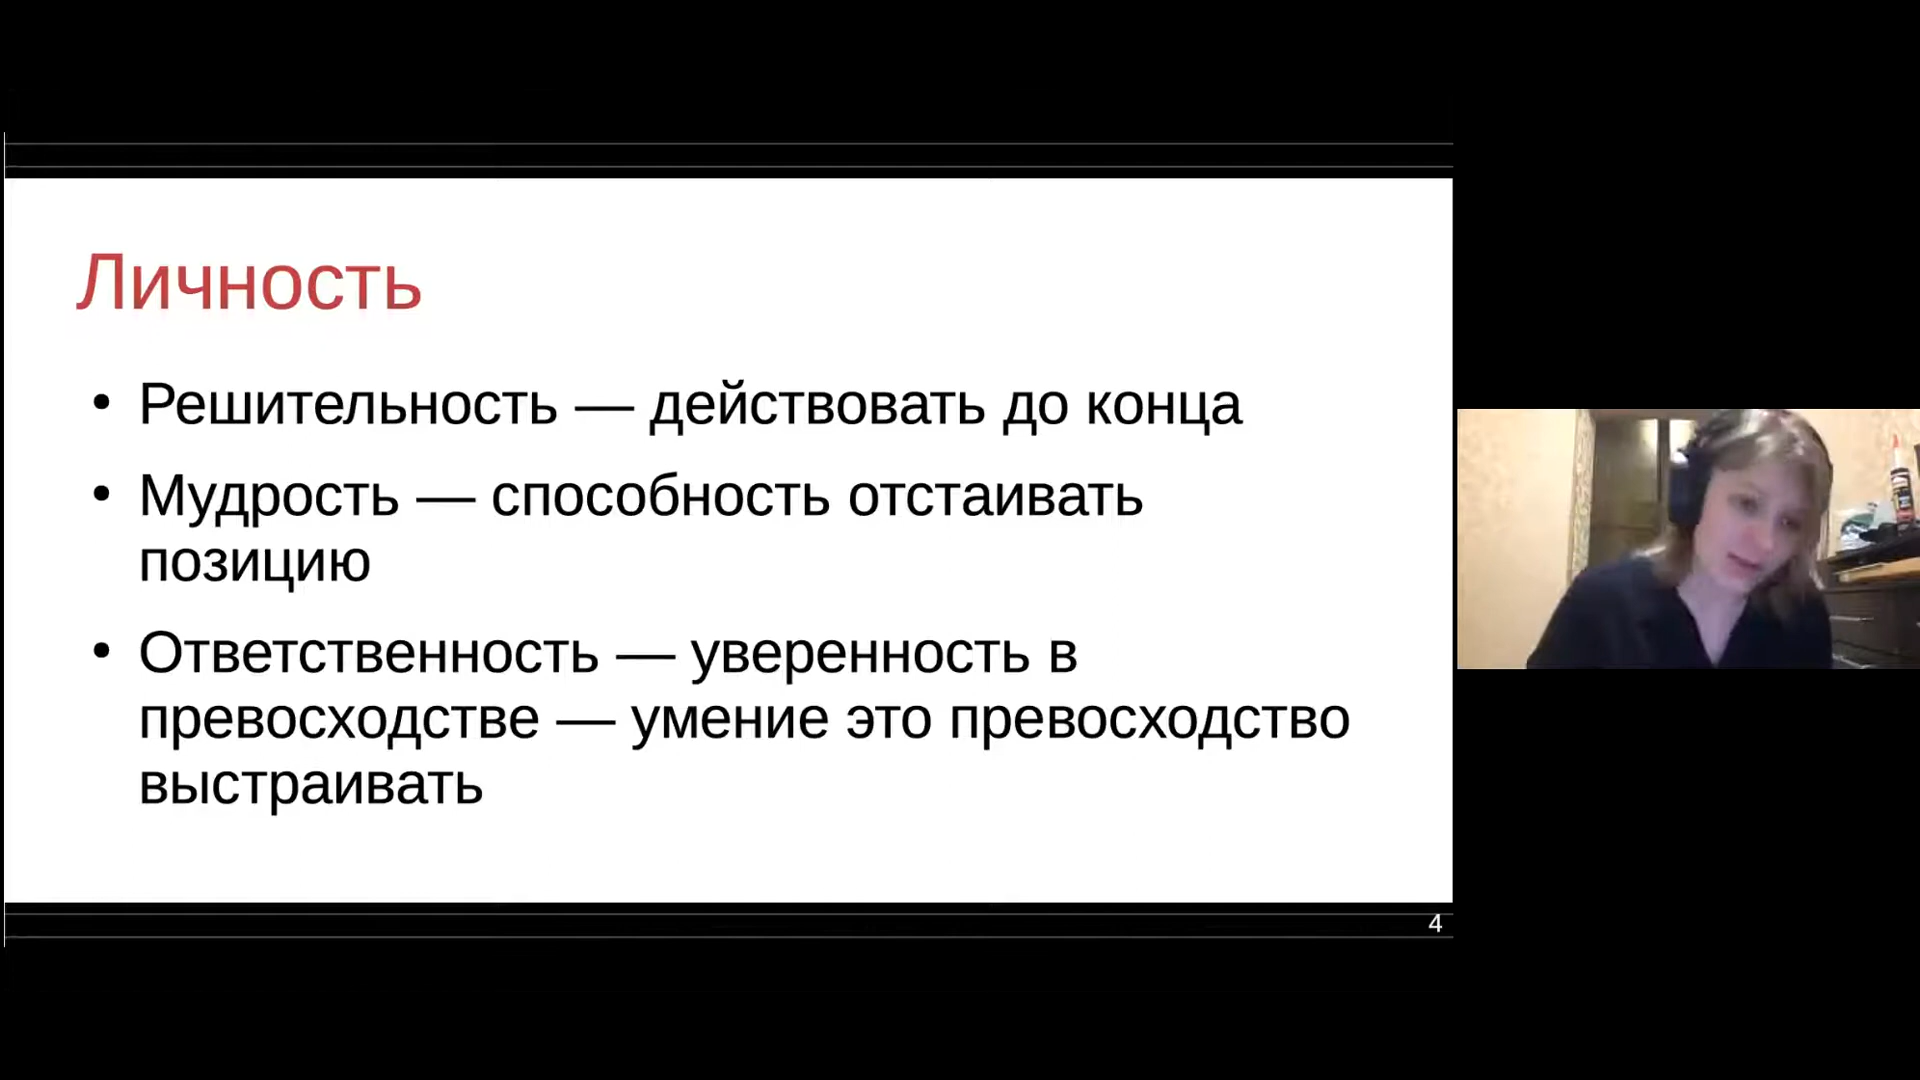 Личность
• Решительность — действовать до конца
• Мудрость — способность отстаивать
позицию
• Ответственность — уверенность в
превосходстве — умение это превосходство
выстраивать
4